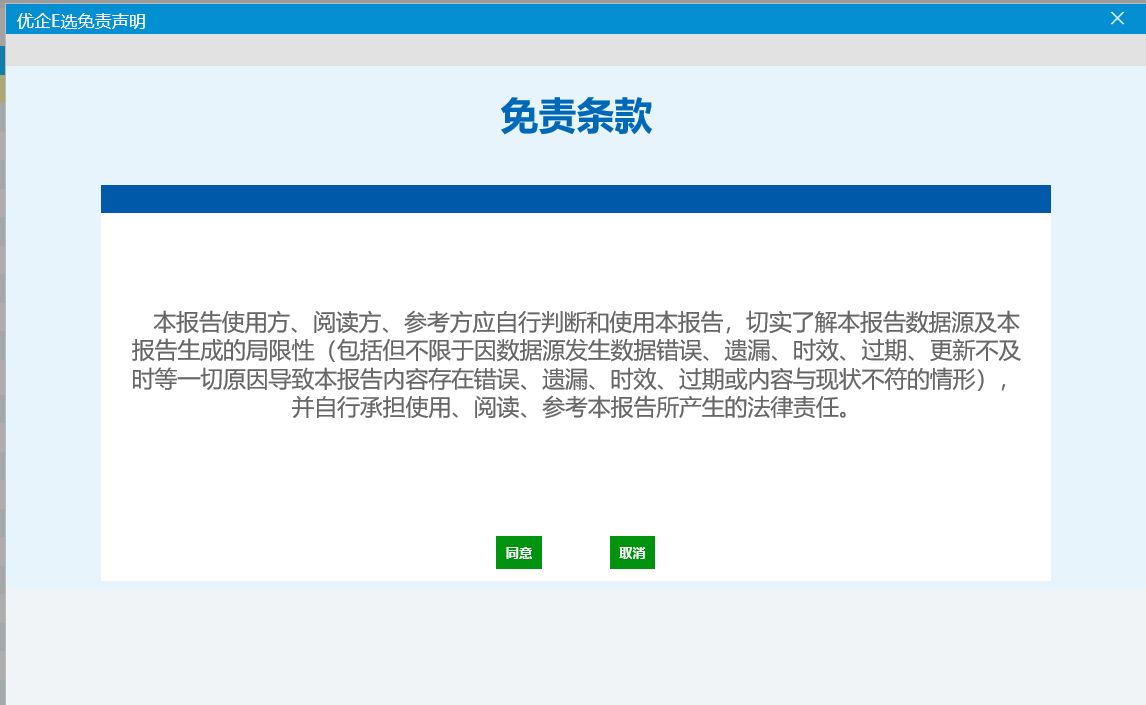 优企E选免责声明
免责条款
本报告使用方、阅读方、参考方应自行判断和使用本报告，切实了解本报告数据源及本
报告生成的局限性（包括但不限于因数据源发生数据错误、遗漏、时效、过期、更新不及
时等一切原因导致本报告内容存在错误、遗漏、时效、过期或内容与现状不符的情形），
并自行承担使用、阅读、参考本报告所产生的法律责任。
同意 取消